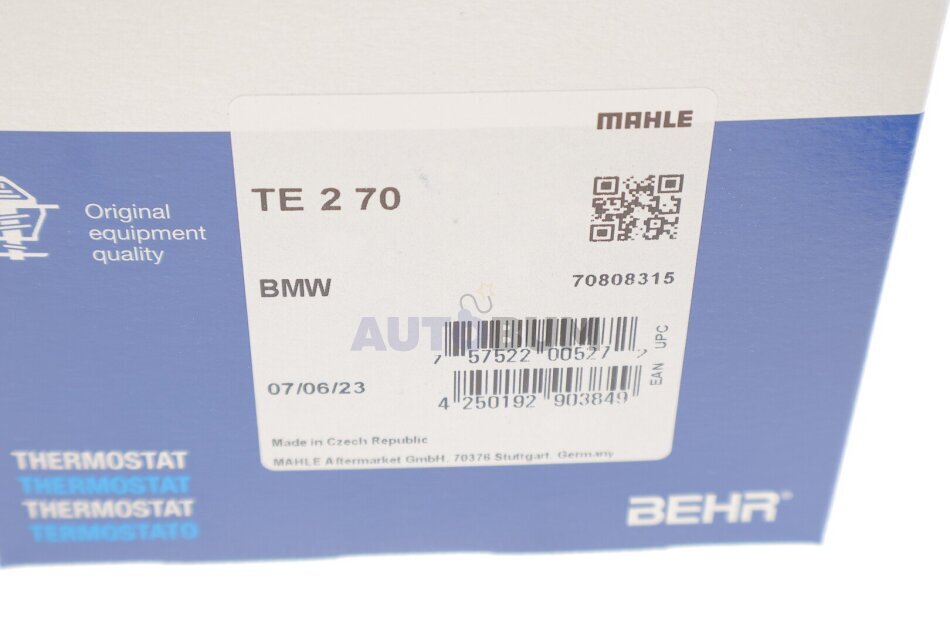 MAHLE
TE 2 70
Original
equipment
quality
BMW
70808315
AUTOBUM
7 57522 00527 2
UPC
EAN
07/06/23
4 250192 903849
Made in Czech Republic
MAHLE Aftermarket GmbH, 70376 Stuttgart, Germany
THERMOSTAT
THERMOSTAT
THERMOSTAT
TERMOSTATO
BEHR®